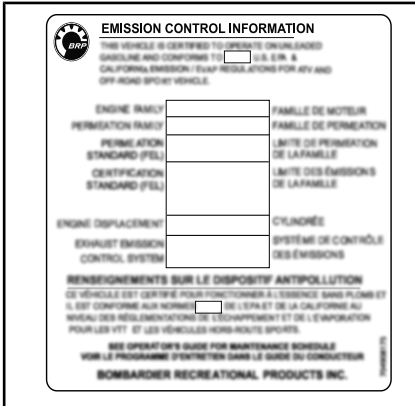 BRP
EMISSION CONTROL INFORMATION
THIS VEHICLE IS CERTIFIED TO OPERATE ON UNLEADED
GASOLINE AND CONFORMS TO U.S. EPA &
CALIFORNIA EMISSION / EVAP REGULATIONS FOR ATV AND
OFF-ROAD SPORT VEHICLE.
ENGINE FAMILY FAMILLE DE MOTEUR
PERMEATION FAMILY FAMILLE DE PERMEATION
PERMEATION LIMITE DE PERMEATION
STANDARD (FEL) DE LA FAMILLE
CERTIFICATION LIMITE DES ÉMISSIONS
STANDARD (FEL) DE LA FAMILLE
ENGINE DISPLACEMENT CYLINDRÉE
EXHAUST EMISSION SYSTÈME DE CONTRÔLE
CONTROL SYSTEM DES ÉMISSIONS
RENSEIGNEMENTS SUR LE DISPOSITIF ANTIPOLLUTION
CE VÉHICULE EST CERTIFIÉ POUR FONCTIONNER À L'ESSENCE SANS PLOMB ET
IL EST CONFORME AUX NORMES DE L'EPA ET DE LA CALIFORNIE AU
NIVEAU DES RÉGLEMENTATIONS DE L'ÉCHAPPEMENT ET DE L'ÉVAPORATION
POUR LES VTT ET LES VÉHICULES HORS-ROUTE SPORTS.
SEE OPERATOR'S GUIDE FOR MAINTENANCE SCHEDULE
VOIR LE PROGRAMME D'ENTRETIEN DANS LE GUIDE DU CONDUCTEUR
BOMBARDIER RECREATIONAL PRODUCTS INC.